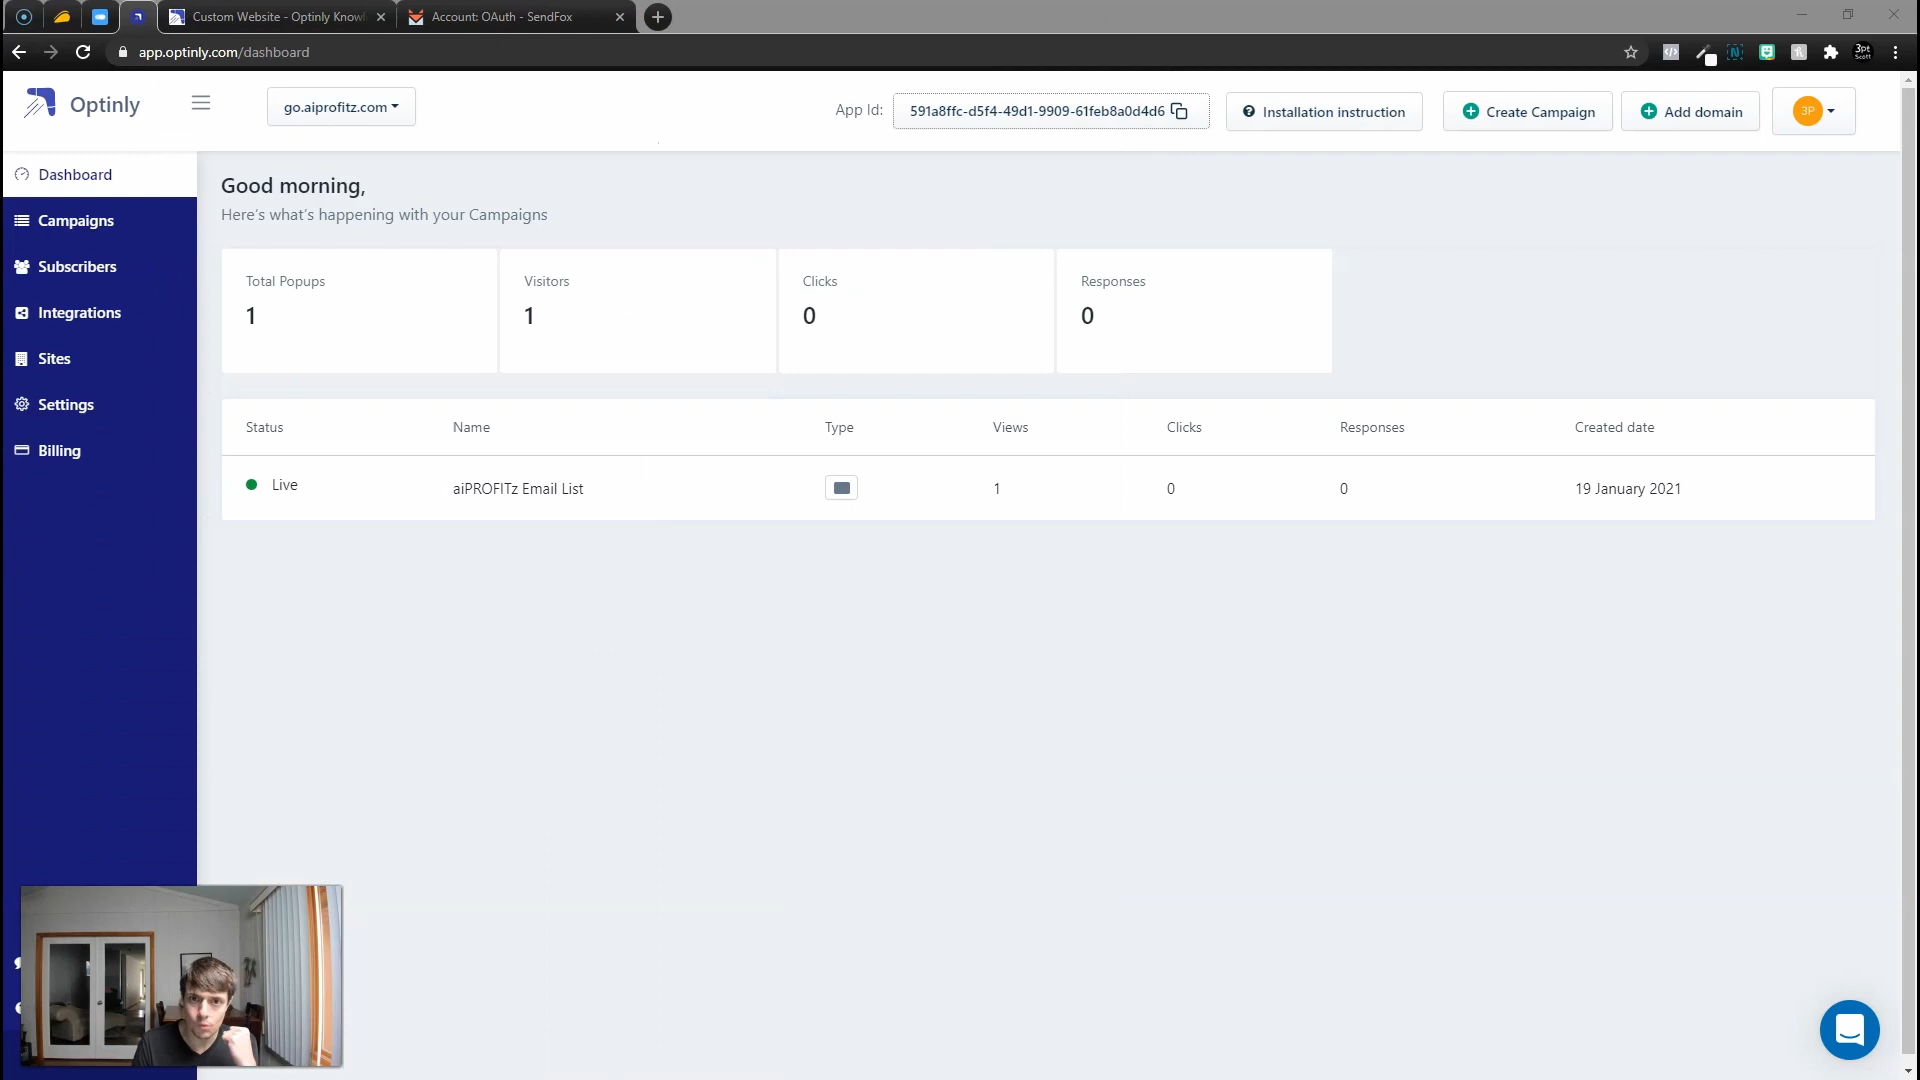 Custom Website - Optinly Knowl
Account: OAuth - SendFox
app.optinly.com/dashboard
3pt
Scott
Optinly
go.aiprofitz.com
App Id:
591a8ffc-d5f4-49d1-9909-61feb8a0d4d6
Installation instruction
Create Campaign
Add domain
3P
Dashboard
Campaigns
Subscribers
Integrations
Sites
Settings
Billing
Good morning,
Here's what's happening with your Campaigns
Total Popups
1
Visitors
1
Clicks
0
Responses
0
Status Name Type Views Clicks Responses Created date
Live aiPROFITz Email List 1 0 0 19 January 2021